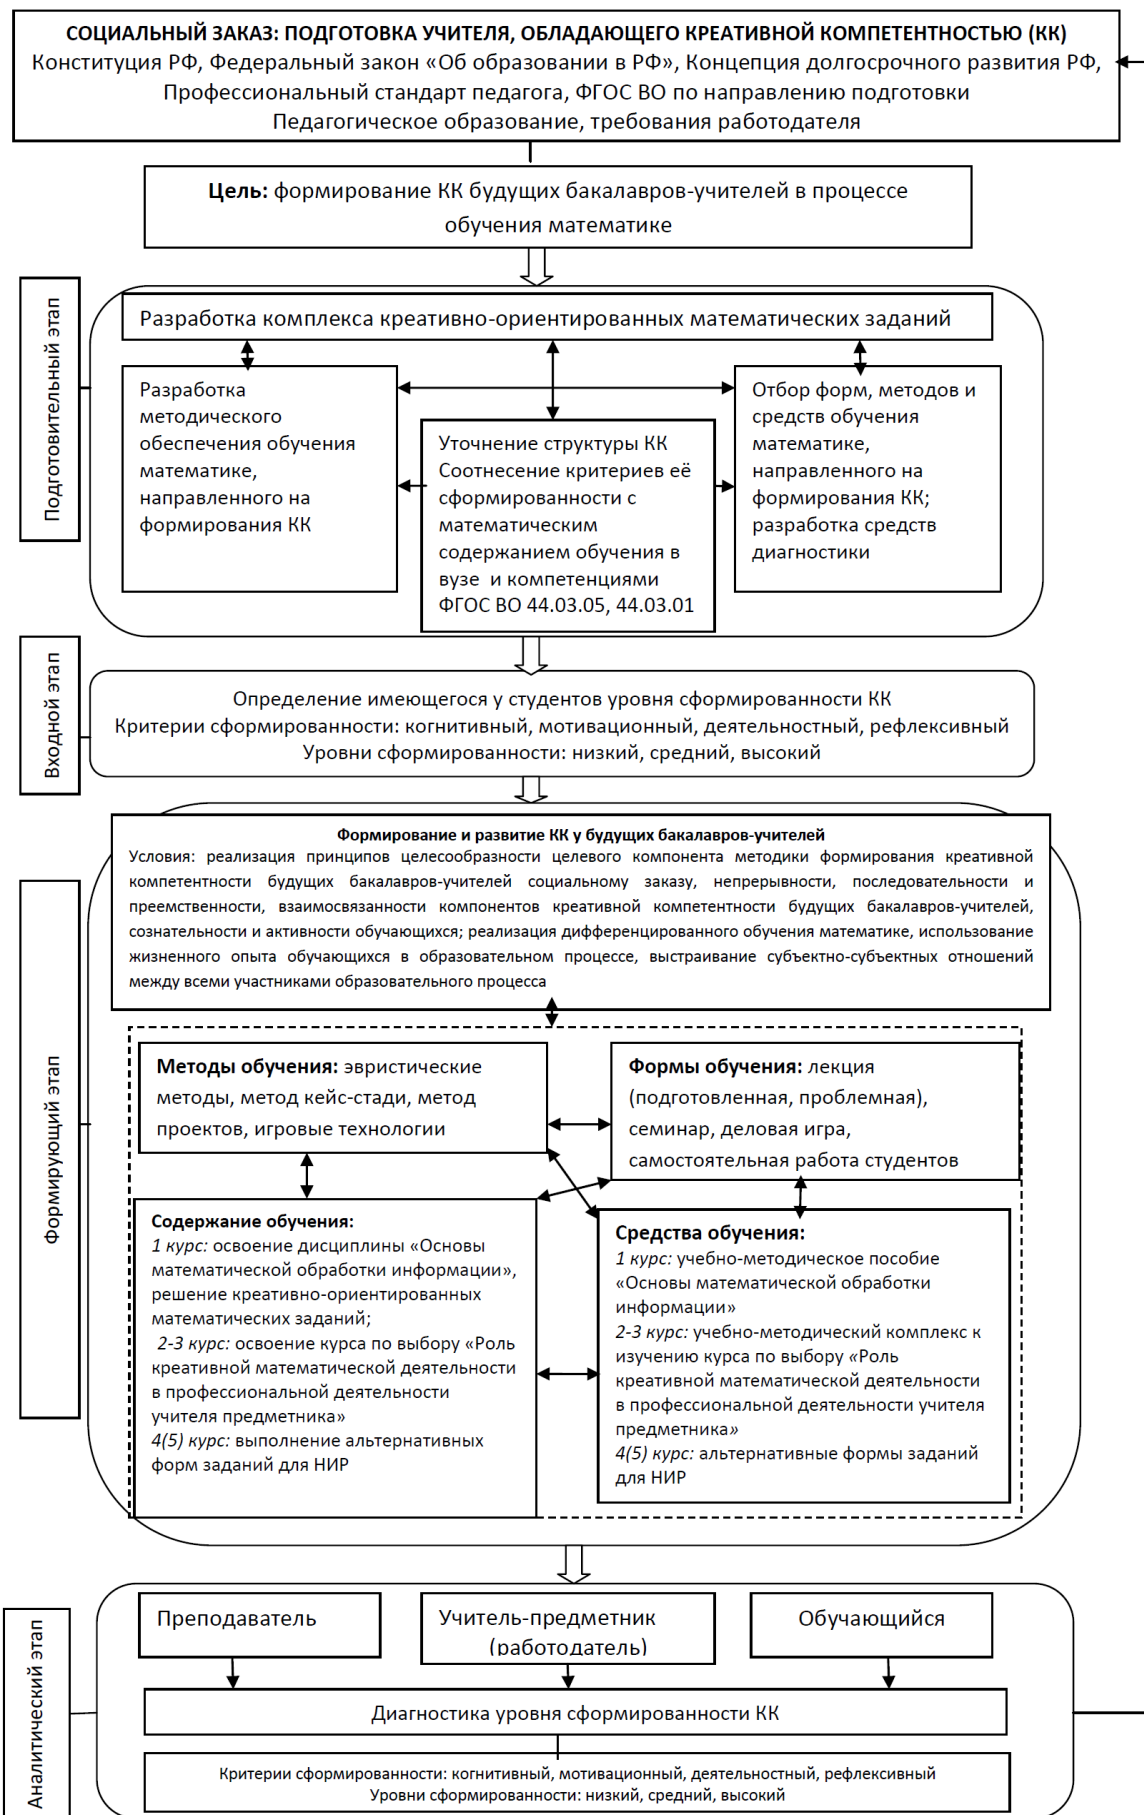 СОЦИАЛЬНЫЙ ЗАКАЗ: ПОДГОТОВКА УЧИТЕЛЯ, ОБЛАДАЮЩЕГО КРЕАТИВНОЙ КОМПЕТЕНТНОСТЬЮ (КК)
Конституция РФ, Федеральный закон «Об образовании в РФ», Концепция долгосрочного развития РФ,
Профессиональный стандарт педагога, ФГОС ВО по направлению подготовки
Педагогическое образование, требования работодателя
Цель: формирование КК будущих бакалавров-учителей в процессе
обучения математике
Подготовительный этап
Разработка комплекса креативно-ориентированных математических заданий
Разработка
методического
обеспечения обучения
математике,
направленного на
формирования КК
Уточнение структуры КК
Соотнесение критериев её
сформированности с
математическим
содержанием обучения в
вузе и компетенциями
ФГОС ВО 44.03.05, 44.03.01
Отбор форм, методов и
средств обучения
математике,
направленного на
формирования КК;
разработка средств
диагностики
Входной этап
Определение имеющегося у студентов уровня сформированности КК
Критерии сформированности: когнитивный, мотивационный, деятельностный, рефлексивный
Уровни сформированности: низкий, средний, высокий
Формирующий этап
Формирование и развитие КК у будущих бакалавров-учителей
Условия: реализация принципов целесообразности целевого компонента методики формирования креативной
компетентности будущих бакалавров-учителей социальному заказу, непрерывности, последовательности и
преемственности, взаимосвязанности компонентов креативной компетентности будущих бакалавров-учителей,
сознательности и активности обучающихся; реализация дифференцированного обучения математике, использование
жизненного опыта обучающихся в образовательном процессе, выстраивание субъектно-субъектных отношений
между всеми участниками образовательного процесса
Методы обучения: эвристические
методы, метод кейс-стади, метод
проектов, игровые технологии
Формы обучения: лекция
(подготовленная, проблемная),
семинар, деловая игра,
самостоятельная работа студентов
Содержание обучения:
1 курс: освоение дисциплины «Основы
математической обработки информации»,
решение креативно-ориентированных
математических заданий;
2-3 курс: освоение курса по выбору «Роль
креативной математической деятельности
в профессиональной деятельности
учителя предметника»
4(5) курс: выполнение альтернативных
форм заданий для НИР
Средства обучения:
1 курс: учебно-методическое пособие
«Основы математической обработки
информации»
2-3 курс: учебно-методический комплекс к
изучению курса по выбору «Роль
креативной математической деятельности
в профессиональной деятельности учителя
предметника»
4(5) курс: альтернативные формы заданий
для НИР
Аналитический этап
Преподаватель
Учитель-предметник
(работодатель)
Обучающийся
Диагностика уровня сформированности КК
Критерии сформированности: когнитивный, мотивационный, деятельностный, рефлексивный
Уровни сформированности: низкий, средний, высокий